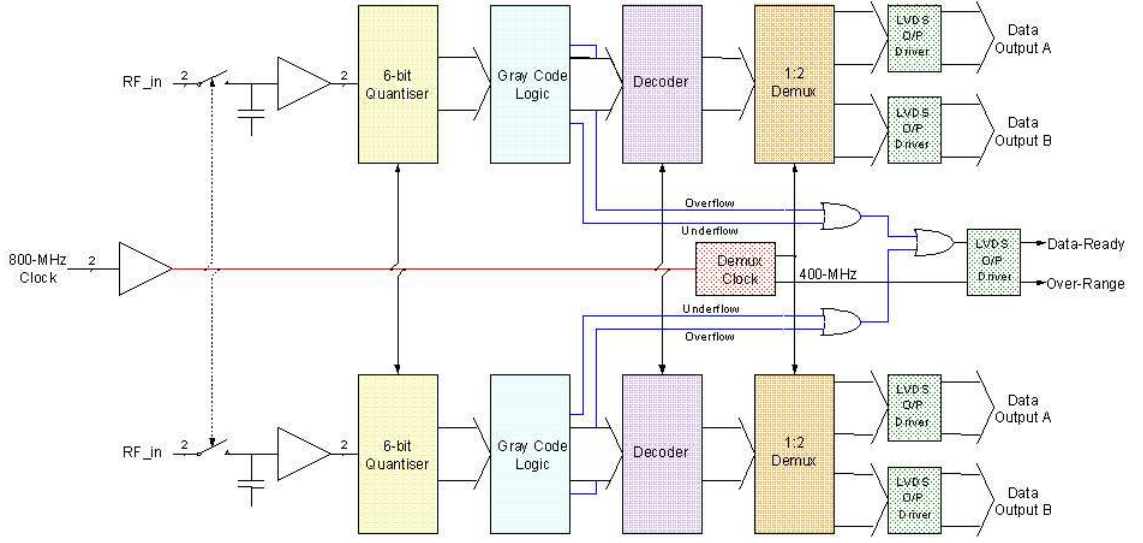 RF_in
2
2
6-bit
Quantiser
Gray Code
Logic
Decoder
1:2
Demux
LVDS
O/P
Driver
Data
Output A
LVDS
O/P
Driver
Data
Output B
Overflow
Underflow
800-MHz
Clock
2
Demux
Clock
400-MHz
LVDS
O/P
Driver
Data-Ready
Over-Range
Underflow
Overflow
RF_in
2
2
6-bit
Quantiser
Gray Code
Logic
Decoder
1:2
Demux
LVDS
O/P
Driver
Data
Output A
LVDS
O/P
Driver
Data
Output B